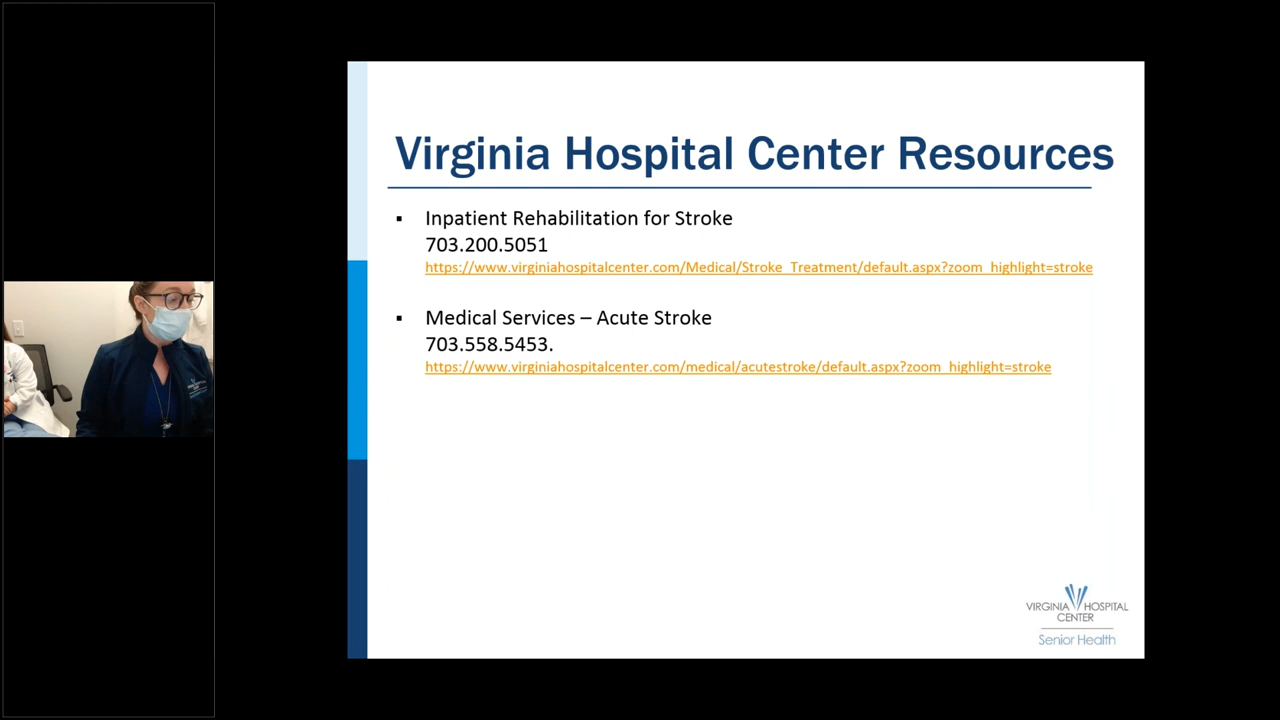 Virginia Hospital Center Resources
▪ Inpatient Rehabilitation for Stroke
703.200.5051
https://www.virginiahospitalcenter.com/Medical/Stroke_Treatment/default.aspx?zoom_highlight=stroke
▪ Medical Services – Acute Stroke
703.558.5453.
https://www.virginiahospitalcenter.com/medical/acutestroke/default.aspx?zoom_highlight=stroke
VIRGINIA HOSPITAL
CENTER
Senior Health